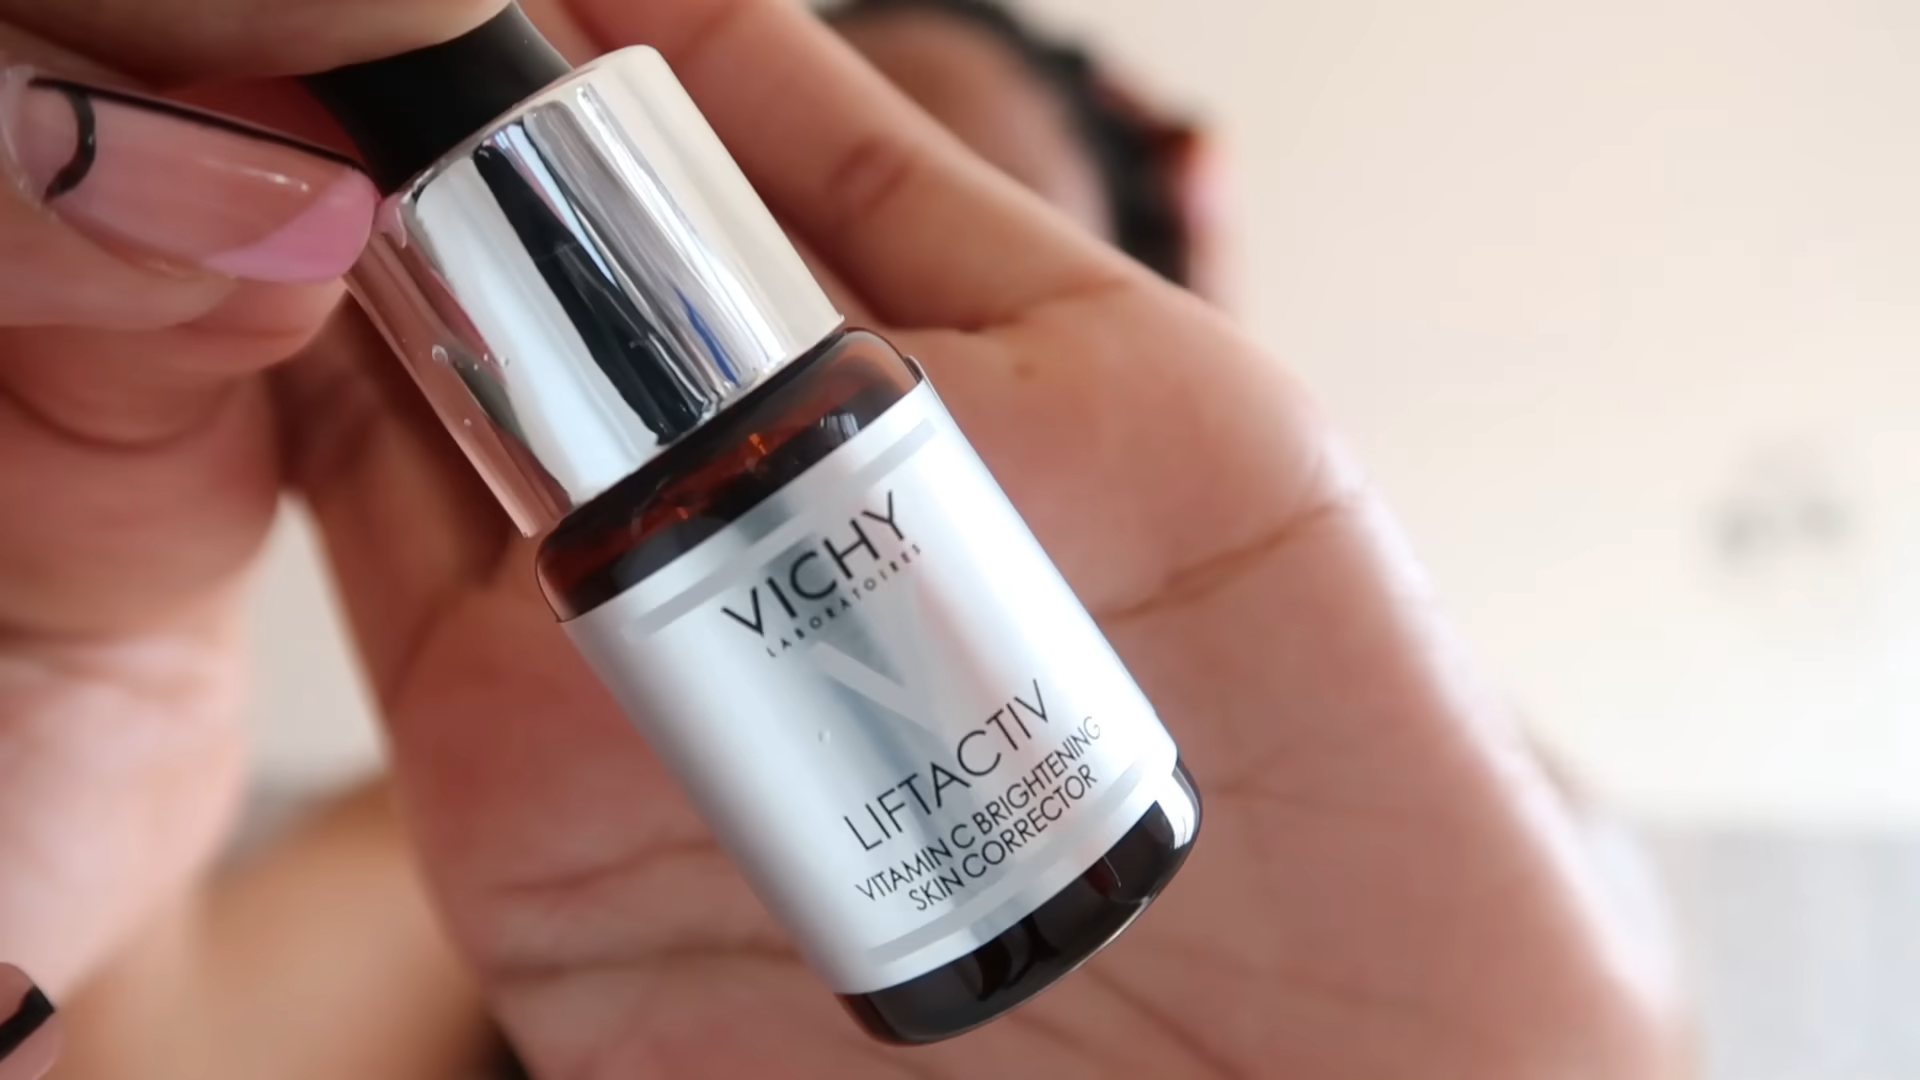 VICHY
LABORATOIRES
LIFTACTIV
VITAMIN C BRIGHTENING
SKIN CORRECTOR